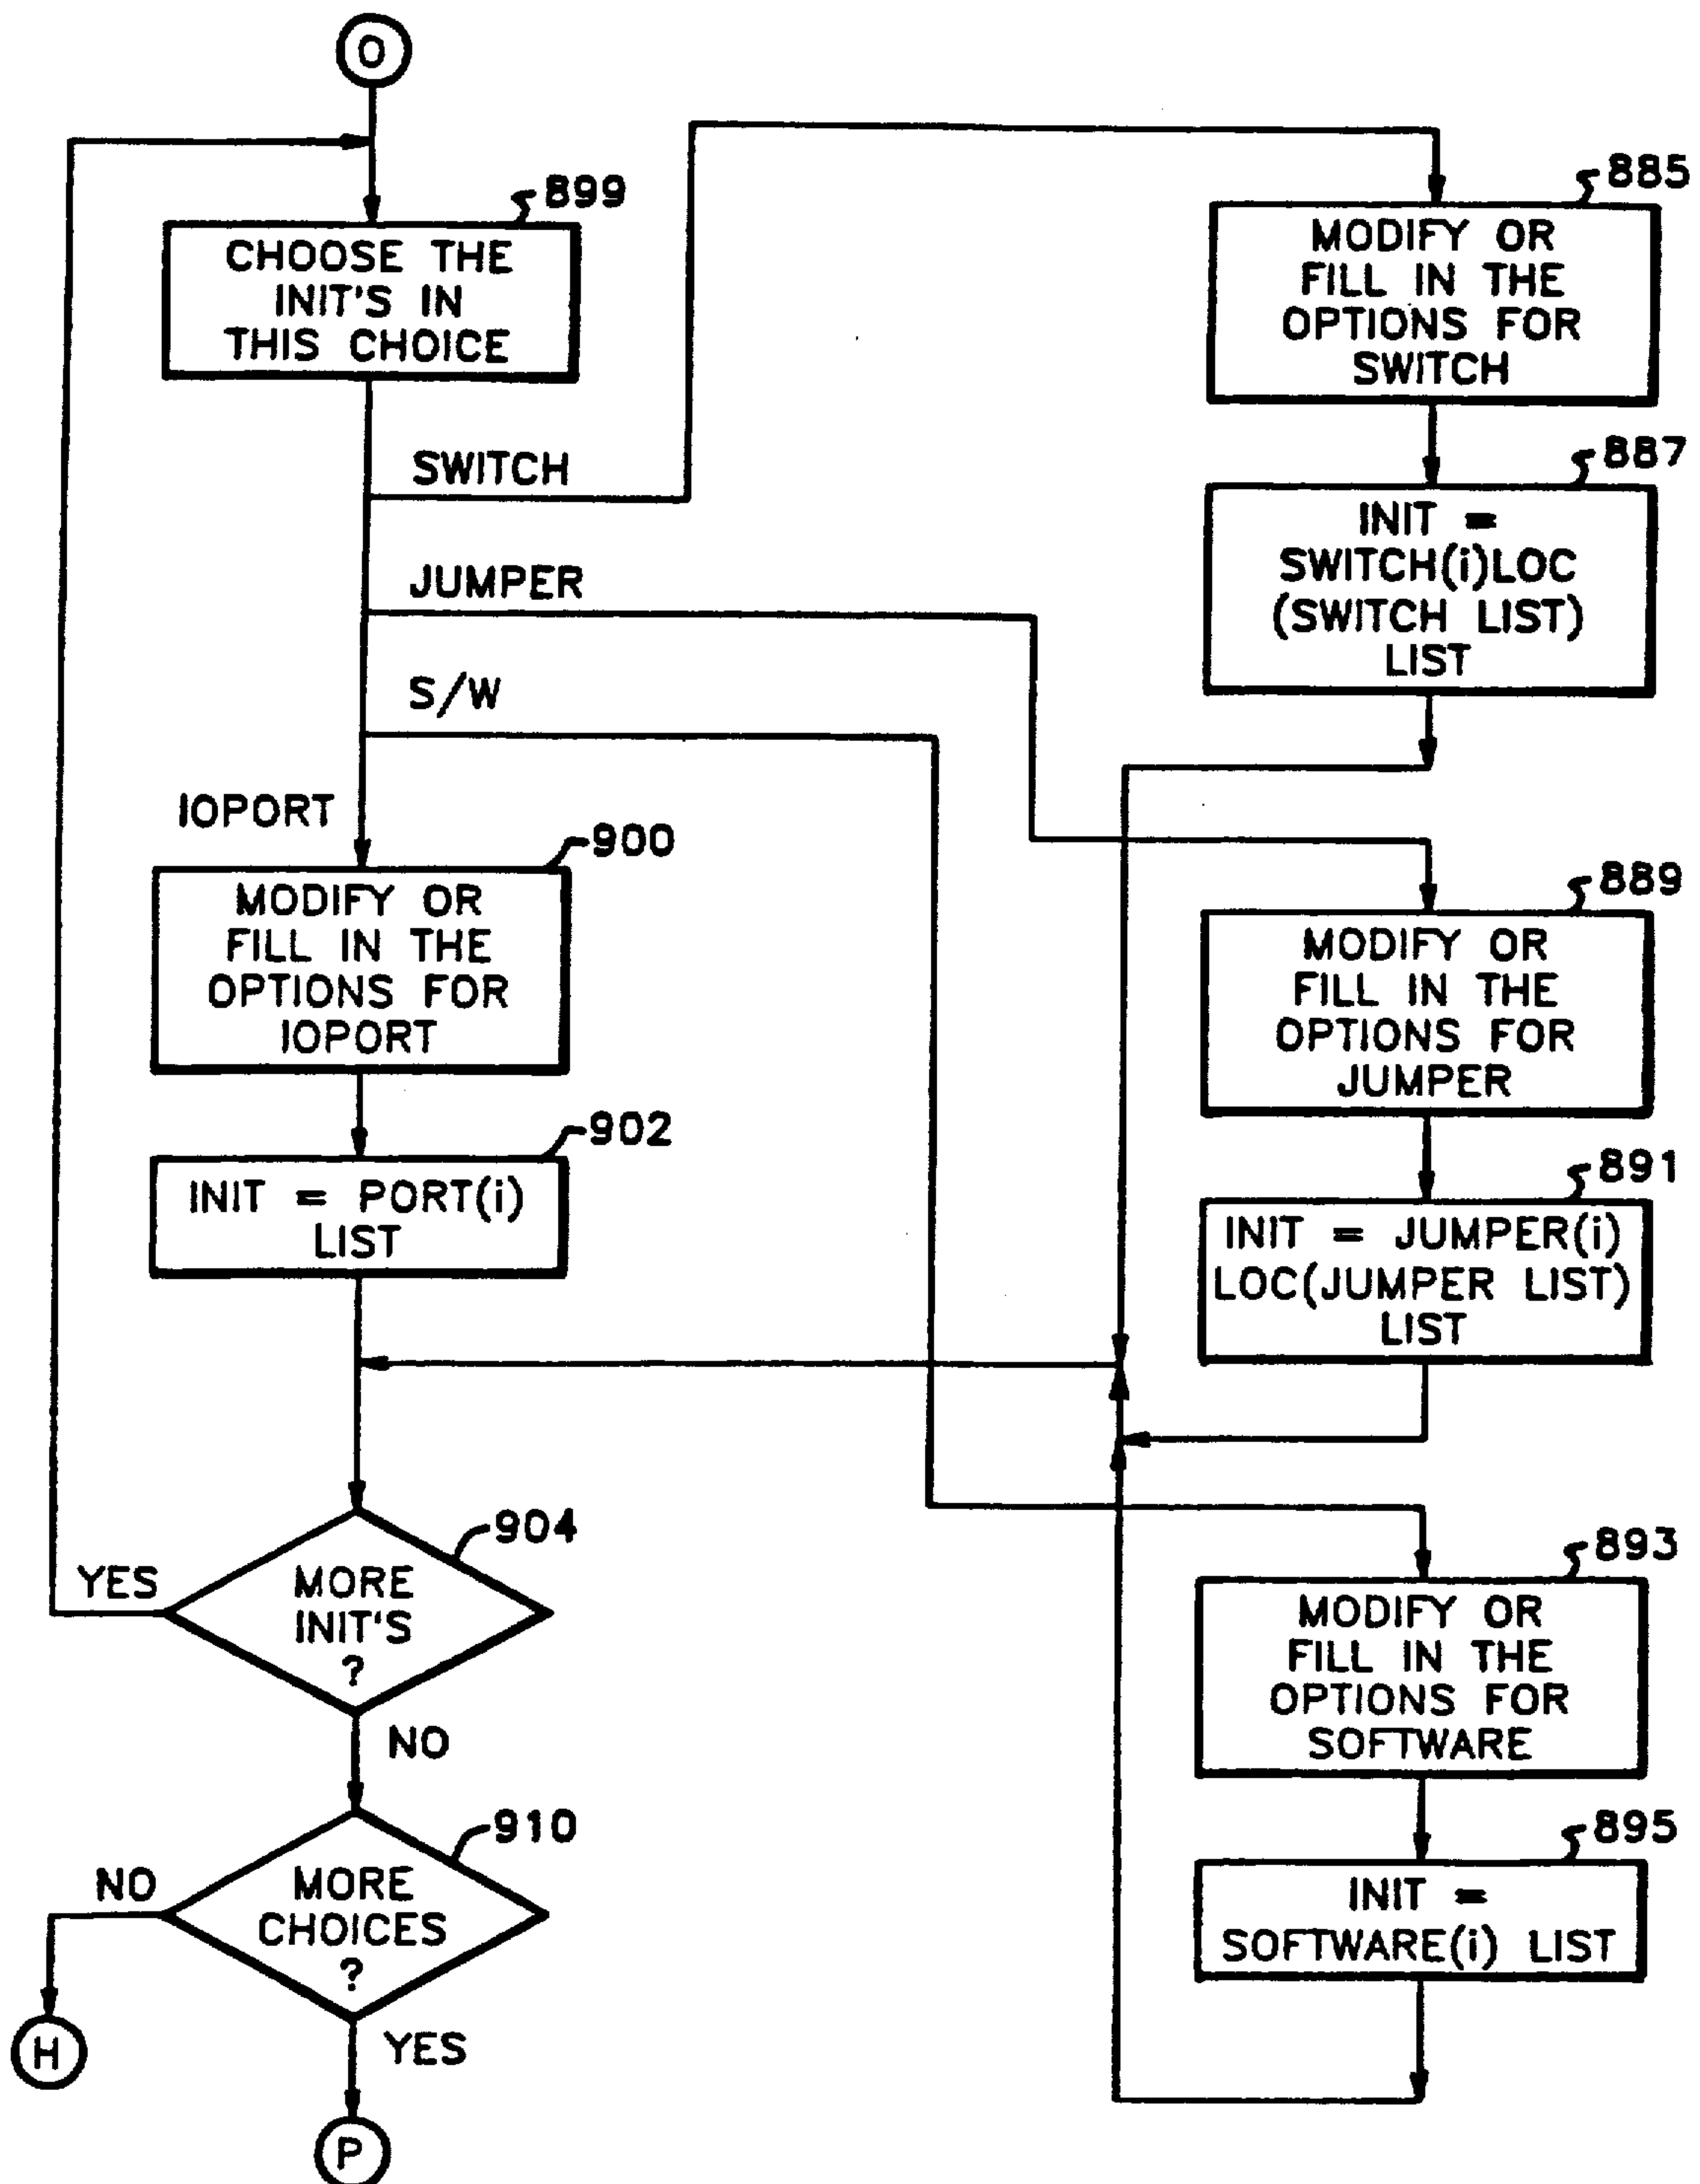 O
899
CHOOSE THE
INIT'S IN
THIS CHOICE
SWITCH
JUMPER
S/W
IOPORT
900
MODIFY OR
FILL IN THE
OPTIONS FOR
IOPORT
902
INIT = PORT(i)
LIST
904
MORE
INIT'S
?
YES
NO
910
MORE
CHOICES
?
NO
YES
H
P
885
MODIFY OR
FILL IN THE
OPTIONS FOR
SWITCH
887
INIT =
SWITCH(i)LOC
(SWITCH LIST)
LIST
889
MODIFY OR
FILL IN THE
OPTIONS FOR
JUMPER
891
INIT = JUMPER(i)
LOC(JUMPER LIST)
LIST
893
MODIFY OR
FILL IN THE
OPTIONS FOR
SOFTWARE
895
INIT =
SOFTWARE(i) LIST